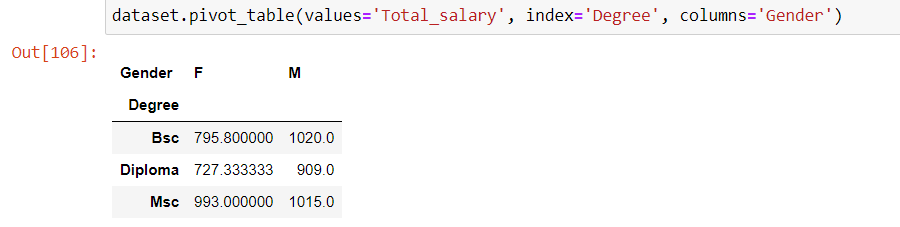 dataset.pivot_table(values='Total_salary', index='Degree', columns='Gender')
Out[106]:
Gender F M
Degree
Bsc 795.800000 1020.0
Diploma 727.333333 909.0
Msc 993.000000 1015.0